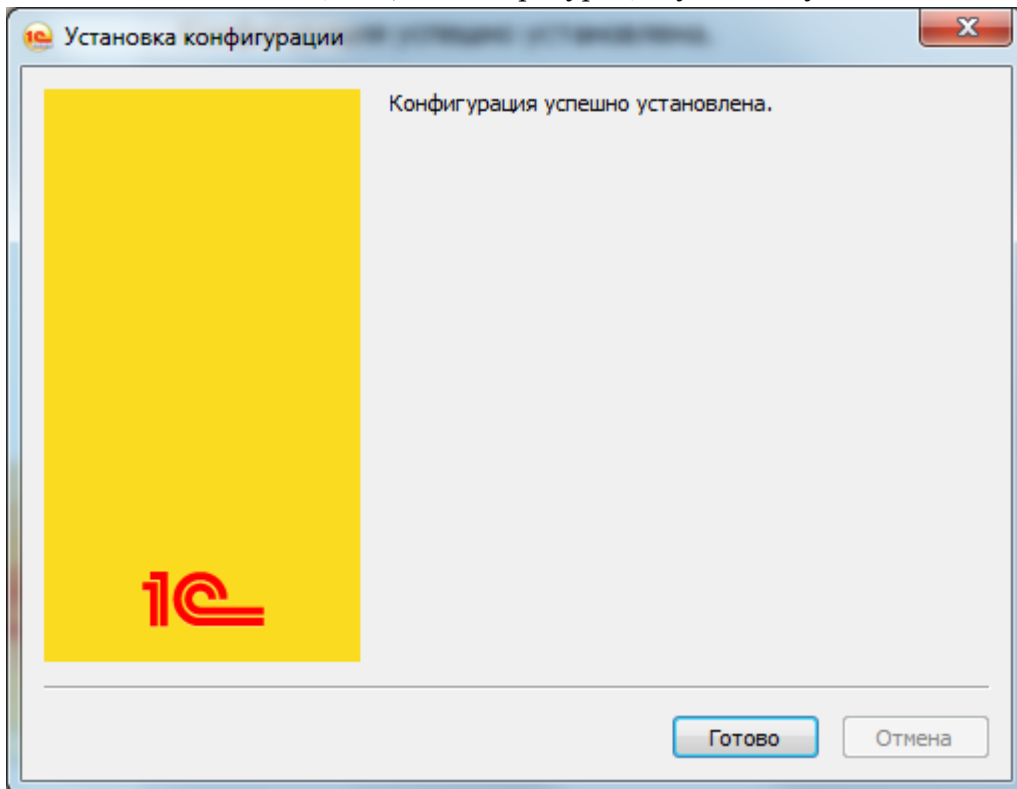 Установка конфигурации
Конфигурация успешно установлена.
1С
Готово
Отмена